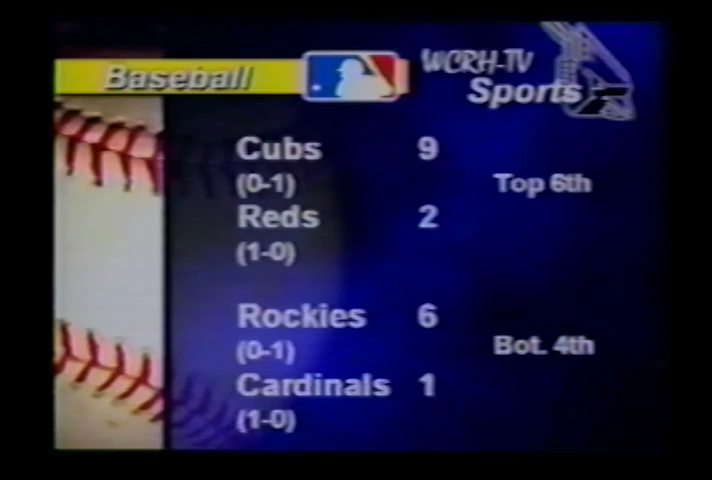 Baseball
WCRH-TV
Sports
Cubs 9
(0-1) Top 6th
Reds 2
(1-0)
Rockies 6
(0-1) Bot. 4th
Cardinals 1
(1-0)